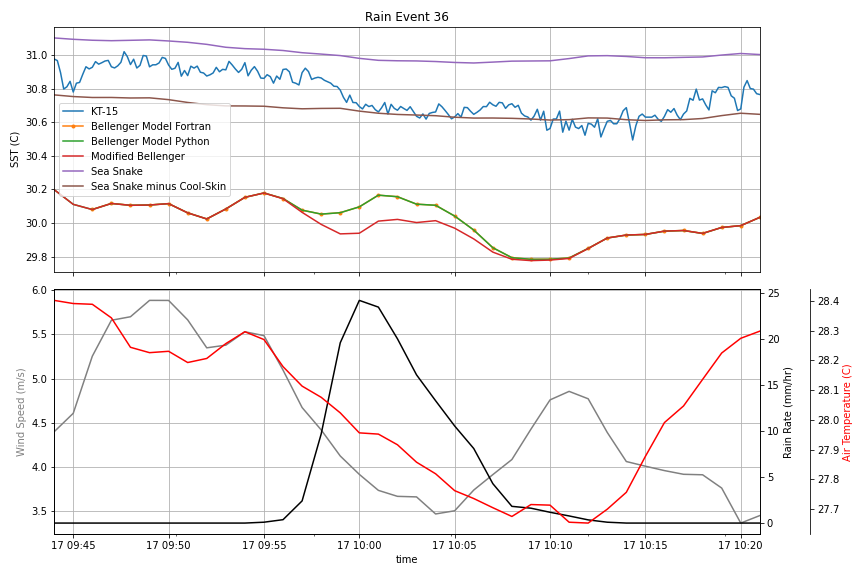 Rain Event 36
SST (C)
31.0
30.8
30.6
30.4
30.2
30.0
29.8
KT-15
Bellenger Model Fortran
Bellenger Model Python
Modified Bellenger
Sea Snake
Sea Snake minus Cool-Skin
Wind Speed (m/s)
6.0
5.5
5.0
4.5
4.0
3.5
25
20
15
10
5
0
Rain Rate (mm/hr)
28.4
28.3
28.2
28.1
28.0
27.9
27.8
27.7
Air Temperature (C)
17 09:45 17 09:50 17 09:55 17 10:00 17 10:05 17 10:10 17 10:15 17 10:20
time